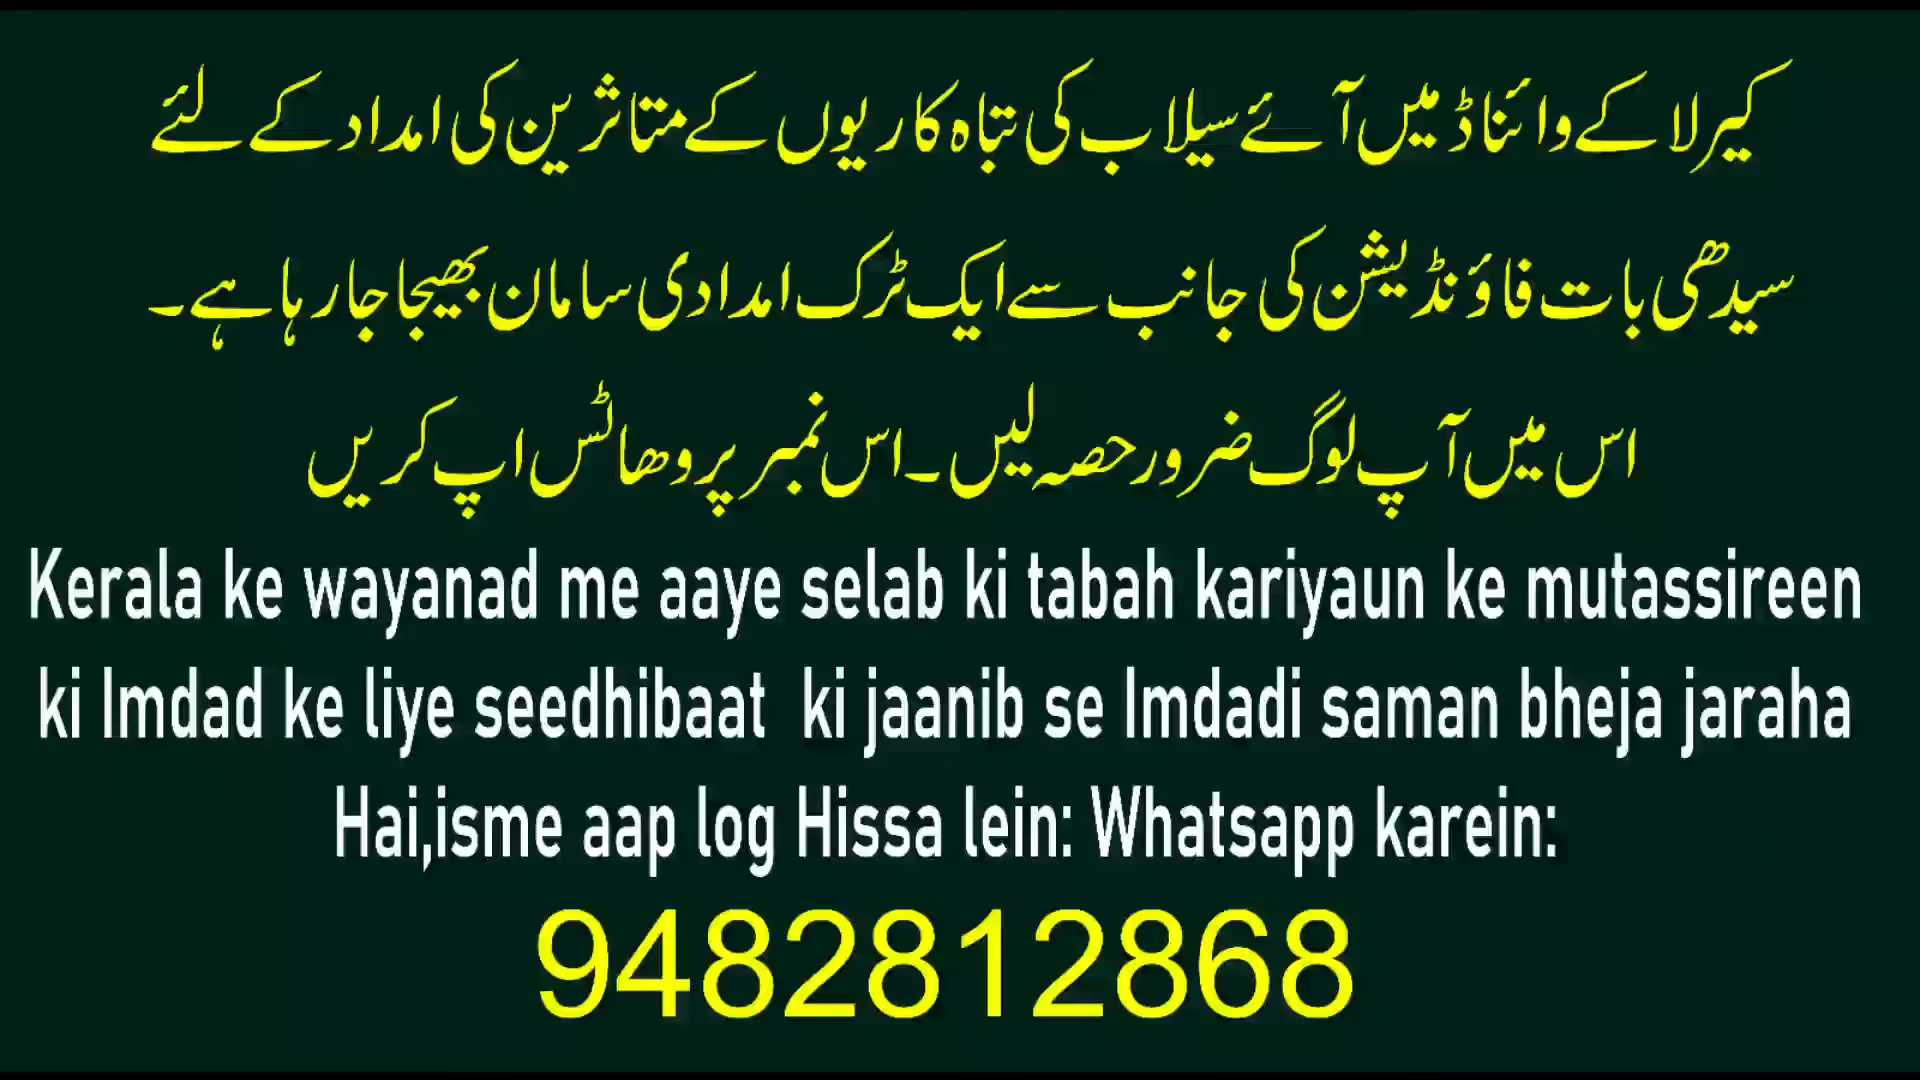 کیرلا کے وائناڈ میں آئے سیلاب کی تباہ کاریوں کے متاثرین کی امداد کے لئے
سیدھی بات فاؤنڈیشن کی جانب سے ایک ٹرک امدادی سامان بھیجا جارہا ہے۔
اس میں آپ لوگ ضرور حصہ لیں۔ اس نمبر پر وھاٹس اپ کریں
Kerala ke wayanad me aaye selab ki tabah kariyaun ke mutassireen
ki Imdad ke liye seedhibaat ki jaanib se Imdadi saman bheja jaraha
Hai,isme aap log Hissa lein: Whatsapp karein:
9482812868